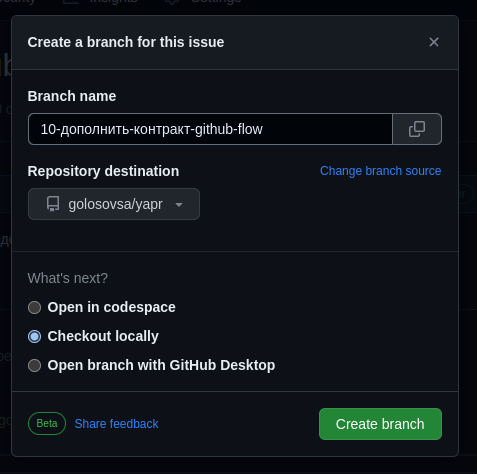 Insights
Create a branch for this issue
Branch name
10-дополнить-контракт-github-flow
Repository destination
Change branch source
golosovsa/yapr
What's next?
Open in codespace
Checkout locally
Open branch with GitHub Desktop
Beta
Share feedback
Create branch